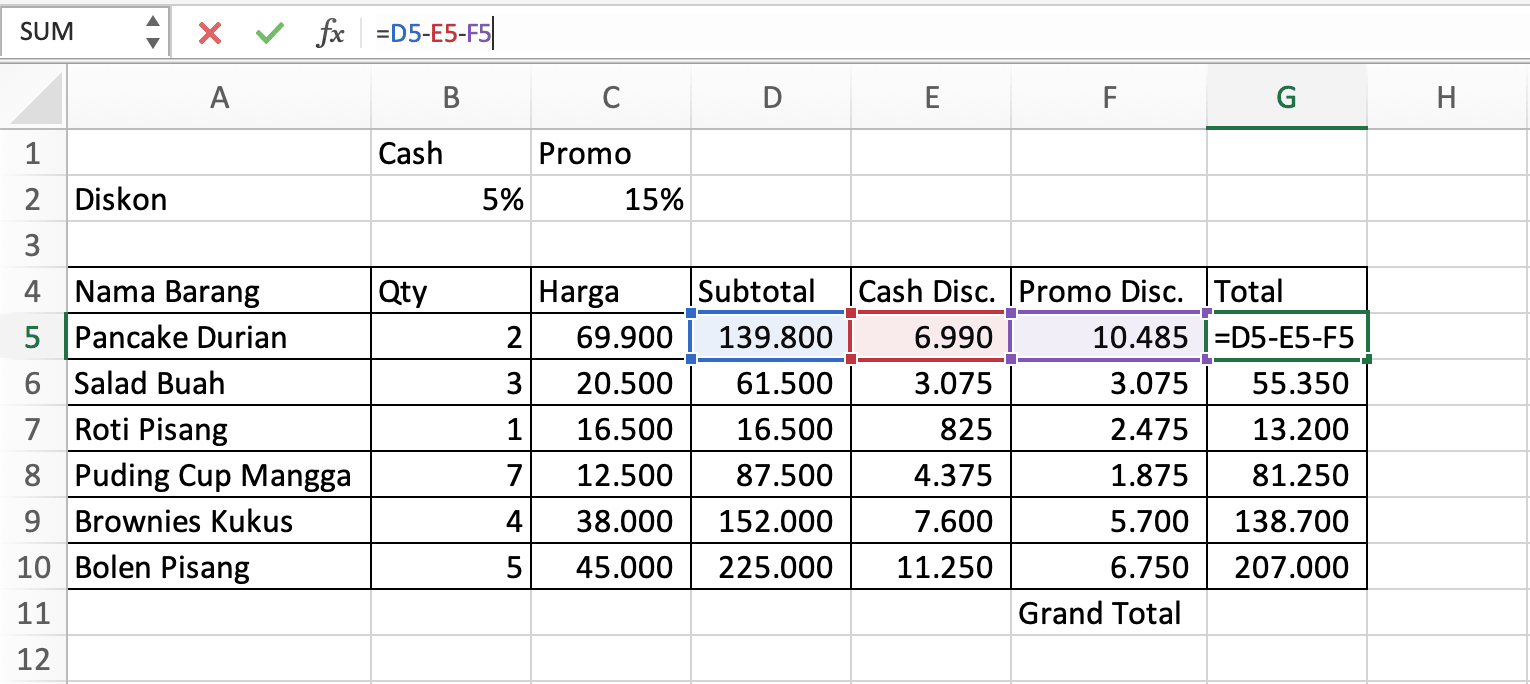 SUM fx =D5-E5-F5
A B C D E F G H
1 Cash Promo
2 Diskon 5% 15%
3
4 Nama Barang Qty Harga Subtotal Cash Disc. Promo Disc. Total
5 Pancake Durian 2 69.900 139.800 6.990 10.485 =D5-E5-F5
6 Salad Buah 3 20.500 61.500 3.075 3.075 55.350
7 Roti Pisang 1 16.500 16.500 825 2.475 13.200
8 Puding Cup Mangga 7 12.500 87.500 4.375 1.875 81.250
9 Brownies Kukus 4 38.000 152.000 7.600 5.700 138.700
10 Bolen Pisang 5 45.000 225.000 11.250 6.750 207.000
11 Grand Total
12